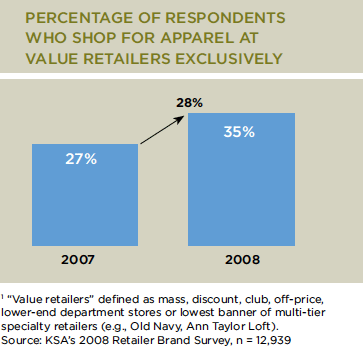 PERCENTAGE OF RESPONDENTS
WHO SHOP FOR APPAREL AT
VALUE RETAILERS EXCLUSIVELY
28%
27%
35%
2007
2008
¹ “Value retailers” defined as mass, discount, club, off-price,
lower-end department stores or lowest banner of multi-tier
specialty retailers (e.g., Old Navy, Ann Taylor Loft).
Source: KSA’s 2008 Retailer Brand Survey, n = 12,939